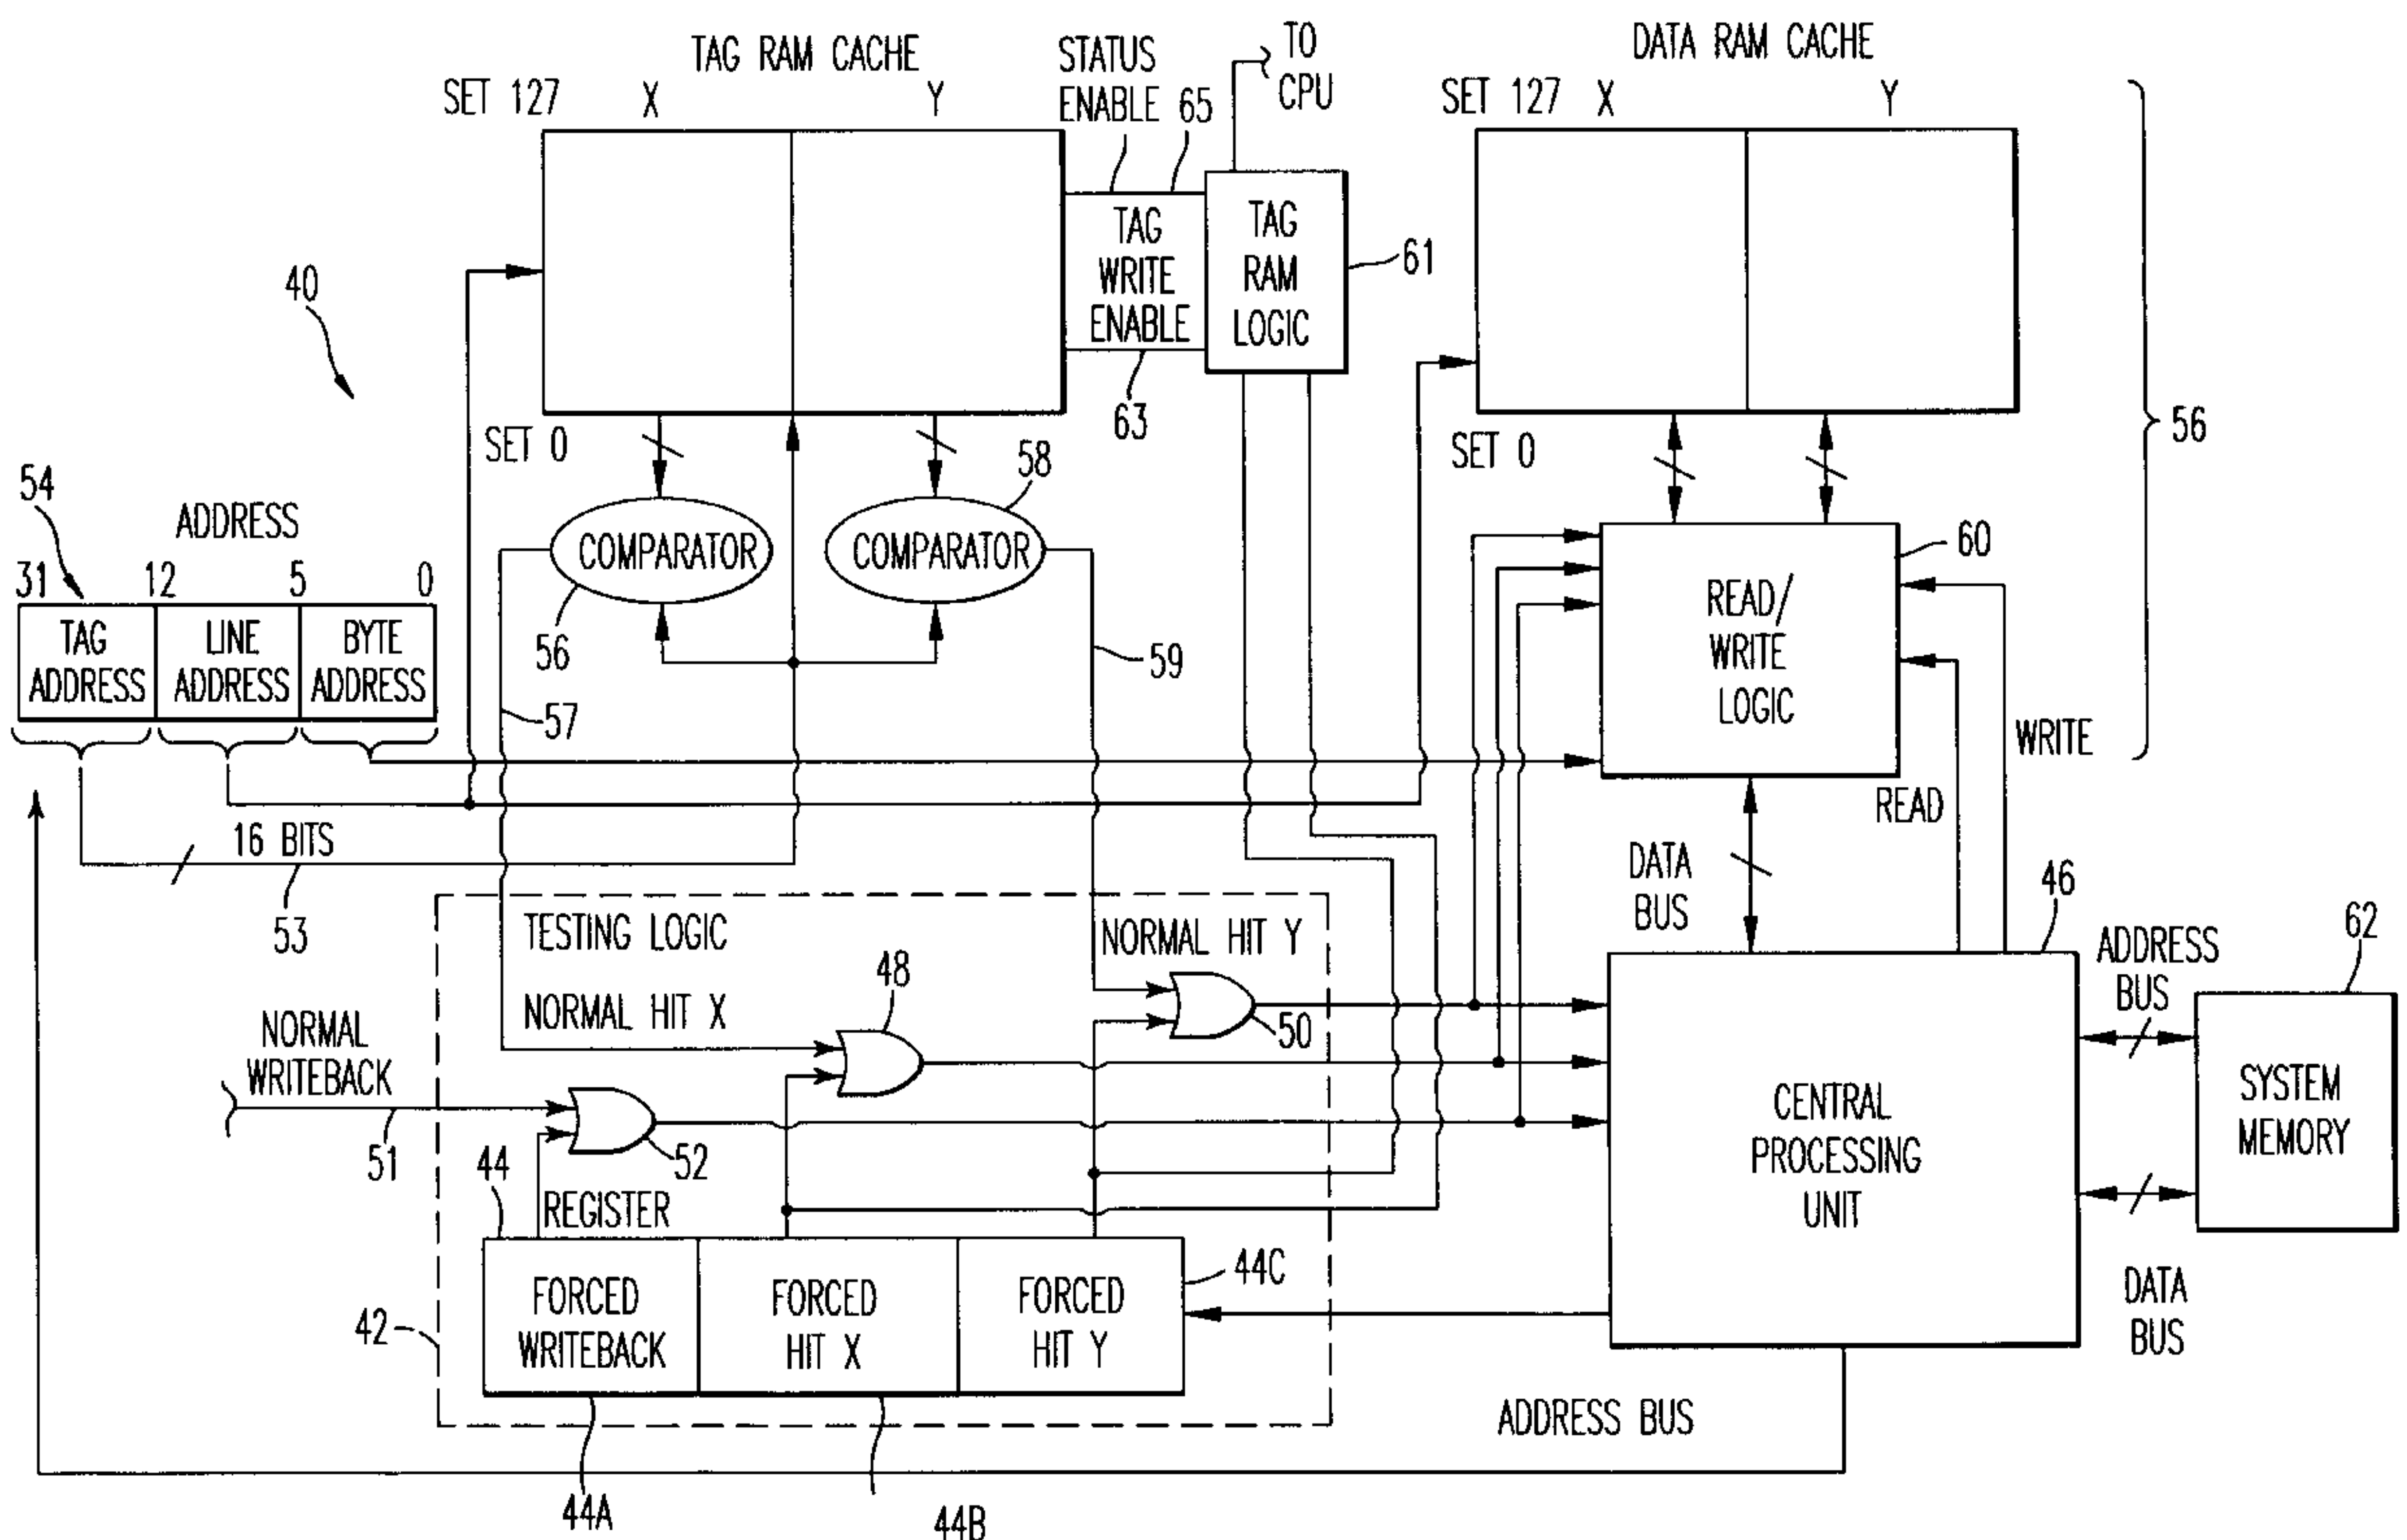 TAG RAM CACHE
SET 127 X Y
STATUS
ENABLE
65
TO
CPU
DATA RAM CACHE
SET 127 X Y
TAG
WRITE
ENABLE
63
TAG
RAM
LOGIC
61
40
56
SET 0
SET 0
54
ADDRESS
31 12 5 0
TAG
ADDRESS
LINE
ADDRESS
BYTE
ADDRESS
COMPARATOR
56
57
COMPARATOR
58
59
READ/
WRITE
LOGIC
60
WRITE
READ
16 BITS
53
DATA
BUS
TESTING LOGIC
NORMAL HIT Y
NORMAL HIT X
48
50
NORMAL
WRITEBACK
51
52
44
REGISTER
FORCED
WRITEBACK
FORCED
HIT X
FORCED
HIT Y
44C
42
44A
44B
46
CENTRAL
PROCESSING
UNIT
ADDRESS
BUS
62
SYSTEM
MEMORY
DATA
BUS
ADDRESS BUS